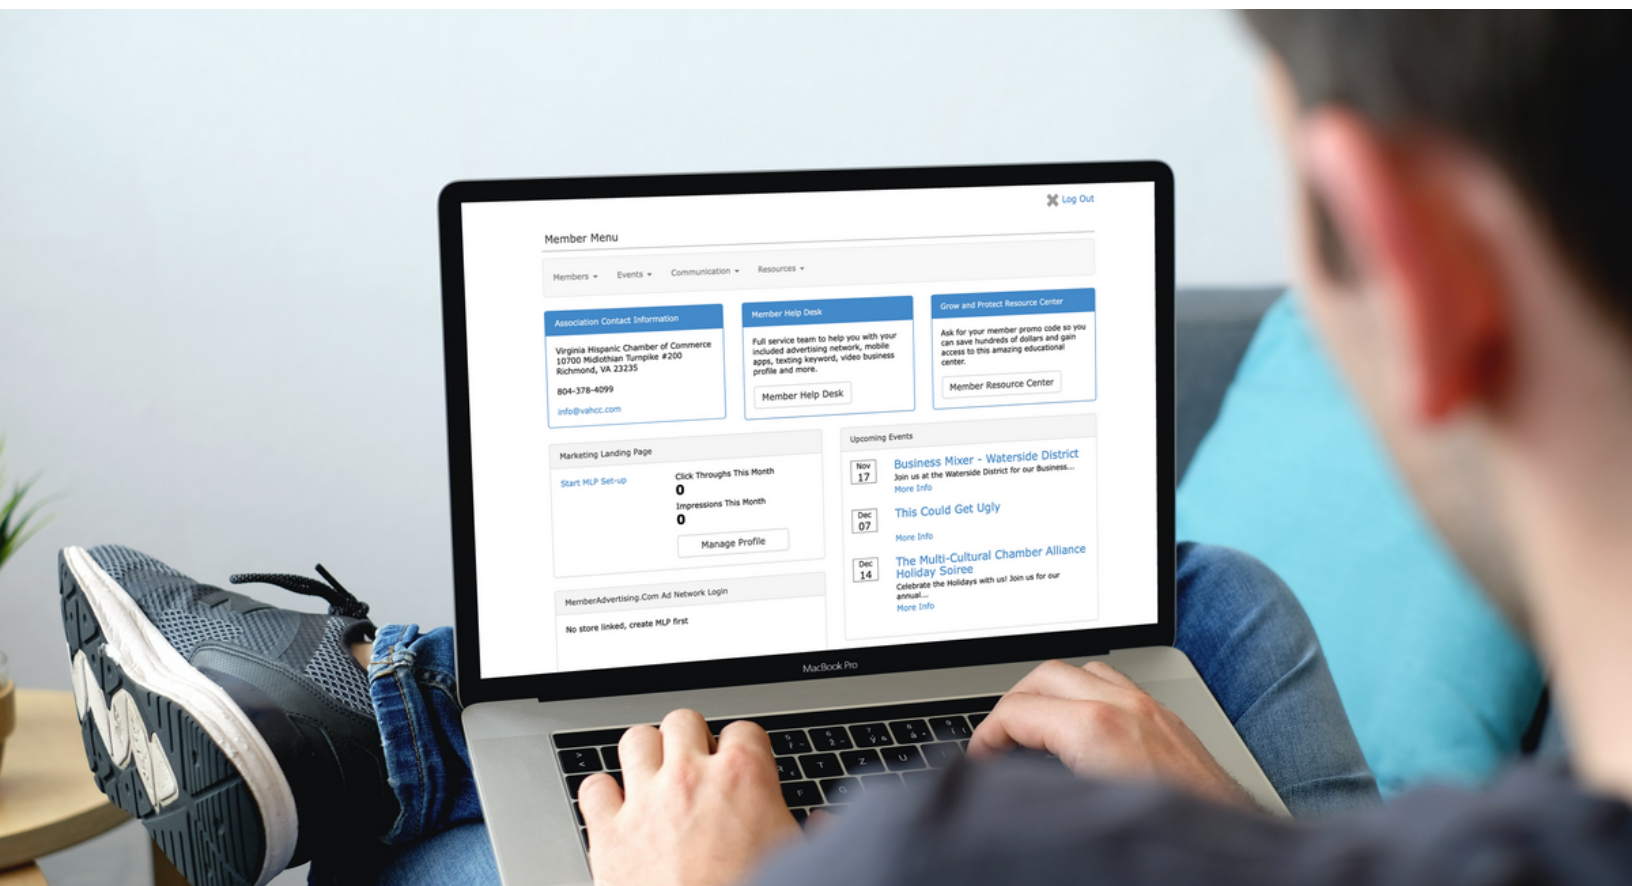 Log Out
Member Menu
Members
Events
Communication
Resources
Association Contact Information
Virginia Hispanic Chamber of Commerce
10700 Midlothian Turnpike #200
Richmond, VA 23235
804-378-4099
info@vahcc.com
Member Help Desk
Full service team to help you with your
included advertising network, mobile
apps, texting keyword, video business
profile and more.
Member Help Desk
Grow and Protect Resource Center
Ask for your member promo code so you
can save hundreds of dollars and gain
access to this amazing educational
center.
Member Resource Center
Marketing Landing Page
Start MLP Set-up
Click Throughs This Month
0
Impressions This Month
0
Manage Profile
MemberAdvertising.Com Ad Network Login
No store linked, create MLP first
Upcoming Events
Nov
17
Business Mixer - Waterside District
Join us at the Waterside District for our Business...
More Info
Dec
07
This Could Get Ugly
More Info
Dec
14
The Multi-Cultural Chamber Alliance
Holiday Soiree
Celebrate the Holidays with us! Join us for our
annual...
More Info
MacBook Pro
T
Z
U
F